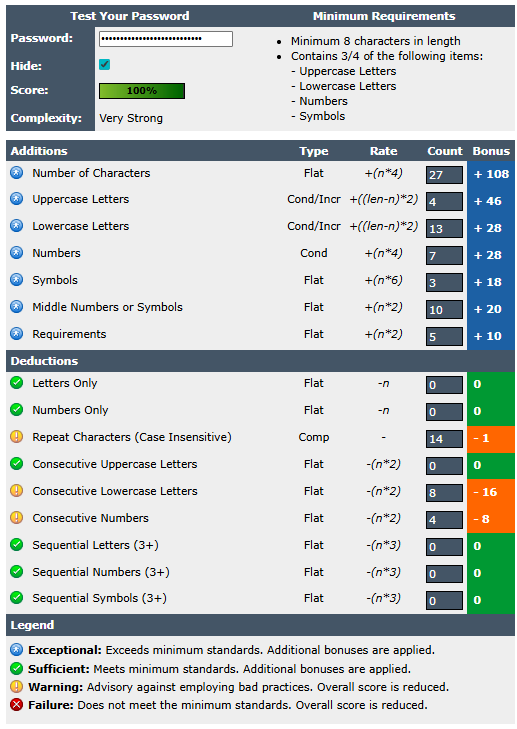 Test Your Password Minimum Requirements
Password: •••••••••••••••••••••••••••
• Minimum 8 characters in length
• Contains 3/4 of the following items:
- Uppercase Letters
- Lowercase Letters
- Numbers
- Symbols
Hide:
Score: 100%
Complexity: Very Strong
Additions Type Rate Count Bonus
Number of Characters Flat +(n*4) 27 + 108
Uppercase Letters Cond/Incr +((len-n)*2) 4 + 46
Lowercase Letters Cond/Incr +((len-n)*2) 13 + 28
Numbers Cond +(n*4) 7 + 28
Symbols Flat +(n*6) 3 + 18
Middle Numbers or Symbols Flat +(n*2) 10 + 20
Requirements Flat +(n*2) 5 + 10
Deductions
Letters Only Flat -n 0 0
Numbers Only Flat -n 0 0
Repeat Characters (Case Insensitive) Comp - 14 - 1
Consecutive Uppercase Letters Flat -(n*2) 0 0
Consecutive Lowercase Letters Flat -(n*2) 8 - 16
Consecutive Numbers Flat -(n*2) 4 - 8
Sequential Letters (3+) Flat -(n*3) 0 0
Sequential Numbers (3+) Flat -(n*3) 0 0
Sequential Symbols (3+) Flat -(n*3) 0 0
Legend
Exceptional: Exceeds minimum standards. Additional bonuses are applied.
Sufficient: Meets minimum standards. Additional bonuses are applied.
Warning: Advisory against employing bad practices. Overall score is reduced.
Failure: Does not meet the minimum standards. Overall score is reduced.